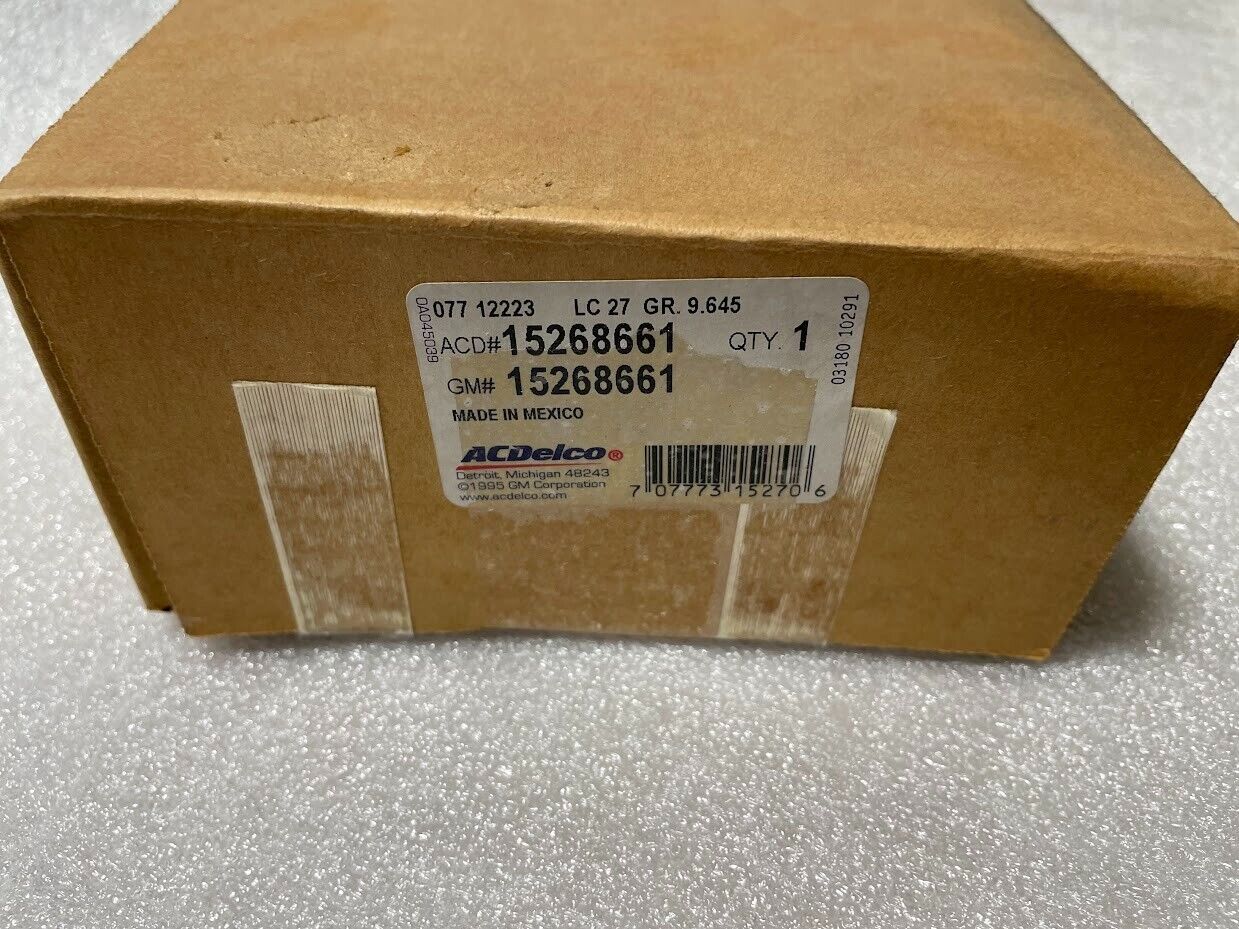 077 12223 LC 27 GR. 9.645
0A045039
ACD# 15268661 QTY. 1
03180 10291
GM# 15268661
MADE IN MEXICO
ACDelco®
Detroit, Michigan 48243
©1995 GM Corporation
www.acdelco.com
7 07773 15270 6